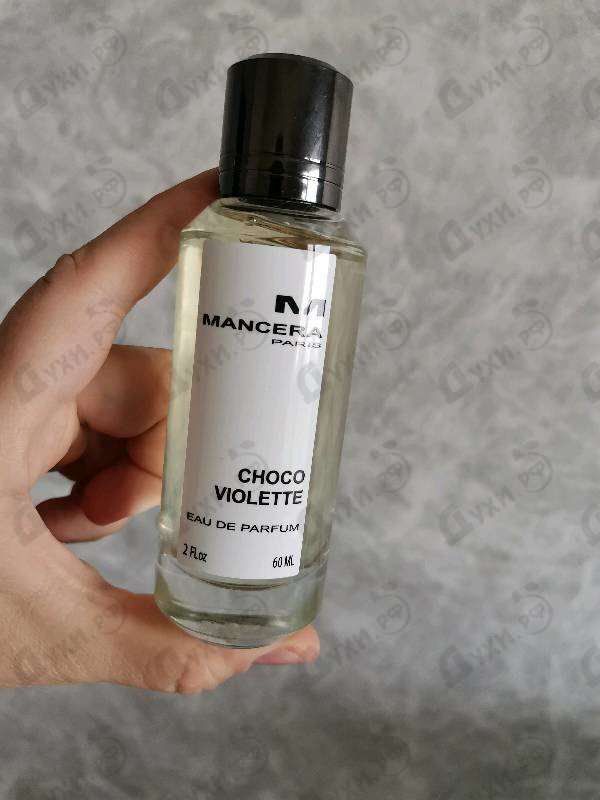 M
MANCERA
PARIS
CHOCO
VIOLETTE
EAU DE PARFUM
2 FLoz 60 ML
Духи.РФ